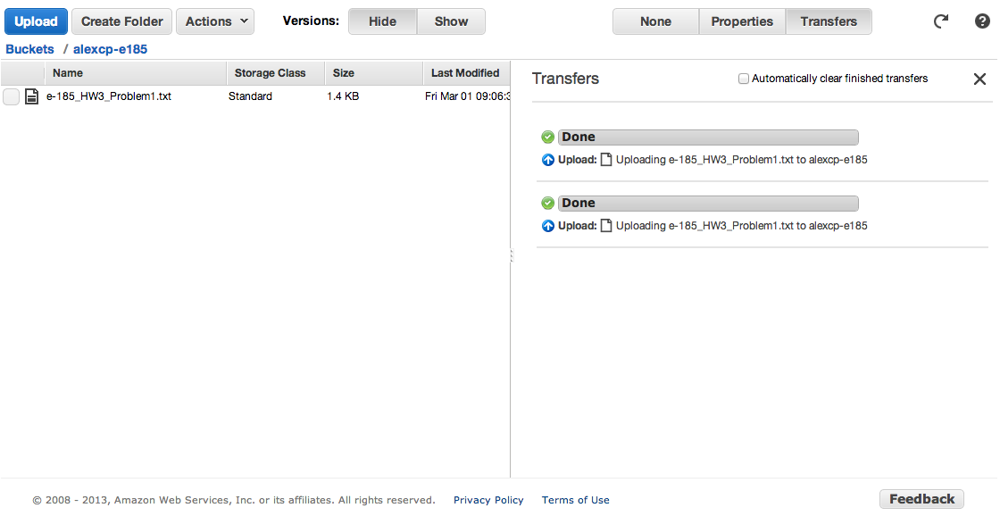 Upload Create Folder Actions Versions: Hide Show None Properties Transfers
Buckets / alexcp-e185
Name Storage Class Size Last Modified
e-185_HW3_Problem1.txt Standard 1.4 KB Fri Mar 01 09:06:3
Transfers Automatically clear finished transfers
Done
Upload: Uploading e-185_HW3_Problem1.txt to alexcp-e185
Done
Upload: Uploading e-185_HW3_Problem1.txt to alexcp-e185
© 2008 - 2013, Amazon Web Services, Inc. or its affiliates. All rights reserved. Privacy Policy Terms of Use Feedback